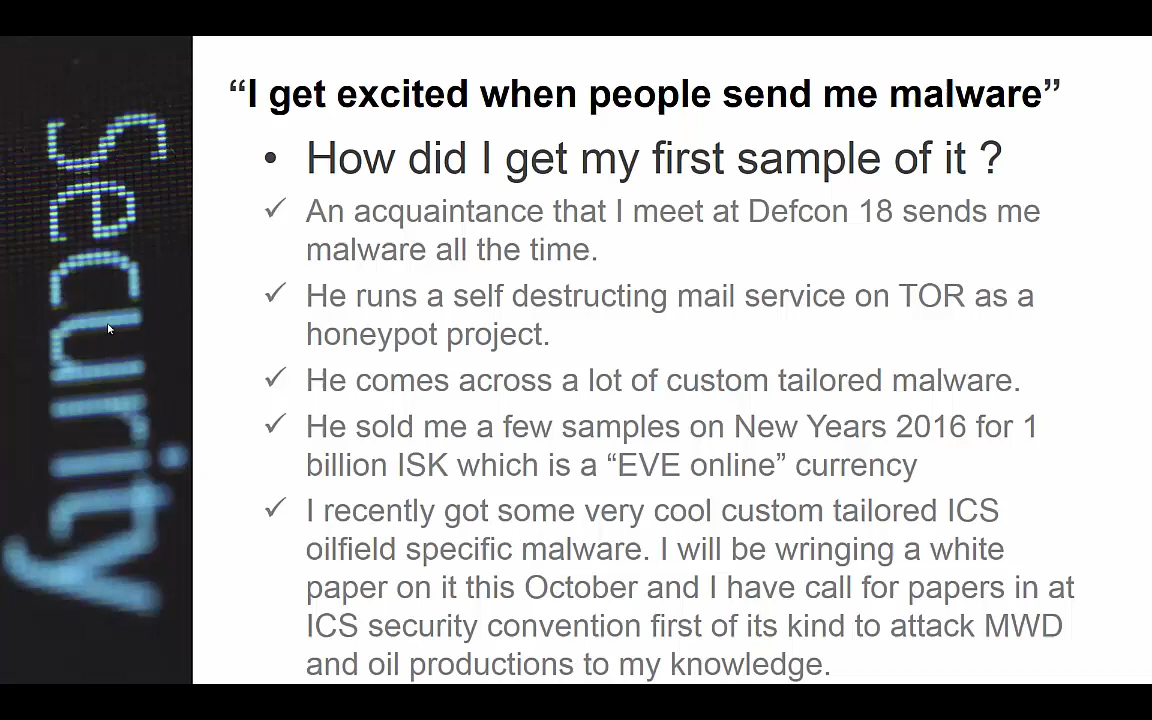 Security
“I get excited when people send me malware”
• How did I get my first sample of it ?
✓ An acquaintance that I meet at Defcon 18 sends me
malware all the time.
✓ He runs a self destructing mail service on TOR as a
honeypot project.
✓ He comes across a lot of custom tailored malware.
✓ He sold me a few samples on New Years 2016 for 1
billion ISK which is a “EVE online” currency
✓ I recently got some very cool custom tailored ICS
oilfield specific malware. I will be wringing a white
paper on it this October and I have call for papers in at
ICS security convention first of its kind to attack MWD
and oil productions to my knowledge.